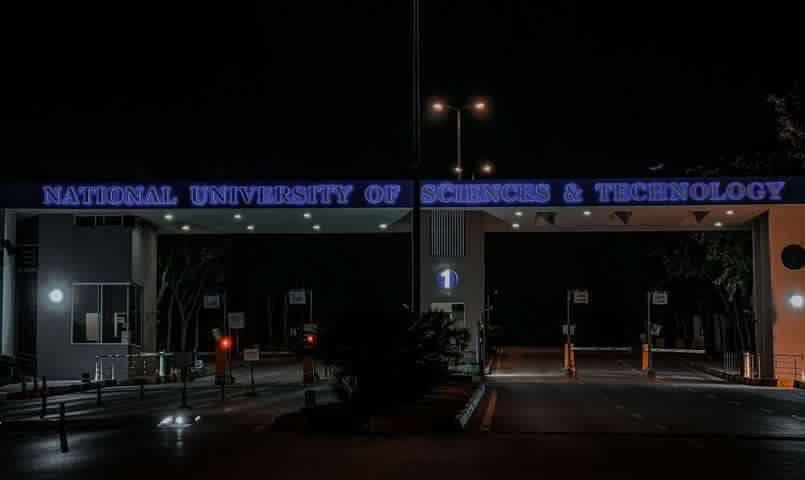 NATIONAL UNIVERSITY OF SCIENCES & TECHNOLOGY
1